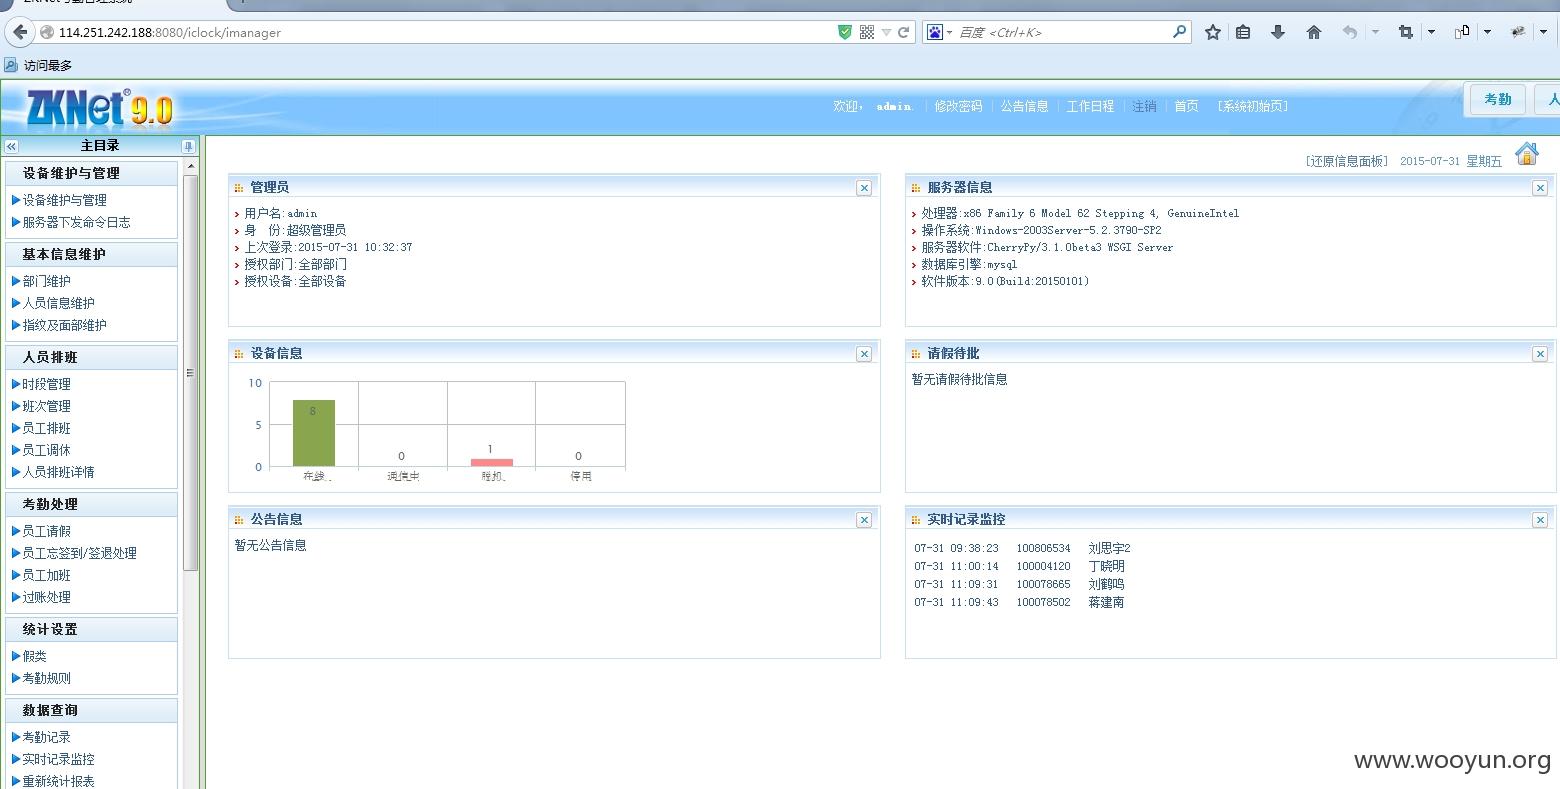 114.251.242.188:8080/iclock/imanager
百度 <Ctrl+K>
访问最多
ZKNet® 9.0
欢迎， admin. 修改密码 公告信息 工作日程 注销 首页 [系统初始页]
考勤 人
主目录
[还原信息面板] 2015-07-31 星期五
设备维护与管理
设备维护与管理
服务器下发命令日志
基本信息维护
部门维护
人员信息维护
指纹及面部维护
人员排班
时段管理
班次管理
员工排班
员工调休
人员排班详情
考勤处理
员工请假
员工忘签到/签退处理
员工加班
过账处理
统计设置
假类
考勤规则
数据查询
考勤记录
实时记录监控
重新统计报表
管理员
用户名:admin
身 份:超级管理员
上次登录:2015-07-31 10:32:37
授权部门:全部部门
授权设备:全部设备
服务器信息
处理器:x86 Family 6 Model 62 Stepping 4, GenuineIntel
操作系统:Windows-2003Server-5.2.3790-SP2
服务器软件:CherryPy/3.1.0beta3 WSGI Server
数据库引擎:mysql
软件版本:9.0(Build:20150101)
设备信息
10
5
0
8
0
1
0
在线..
通信中
脱机.
停用
请假待批
暂无请假待批信息
公告信息
暂无公告信息
实时记录监控
07-31 09:38:23 100806534 刘思宇2
07-31 11:00:14 100004120 丁晓明
07-31 11:09:31 100078665 刘鹤鸣
07-31 11:09:43 100078502 蒋建南
www.wooyun.org